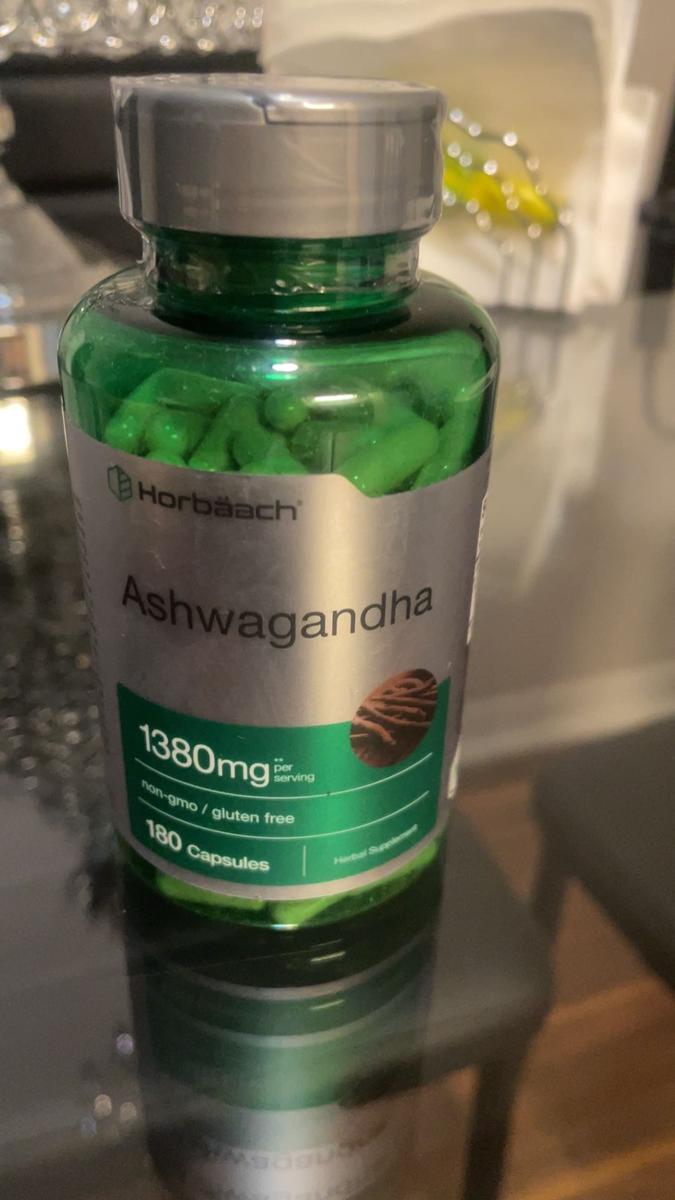 Horbäach®
Ashwagandha
1380mg** per
serving
non-gmo / gluten free
180 Capsules
Herbal Supplement